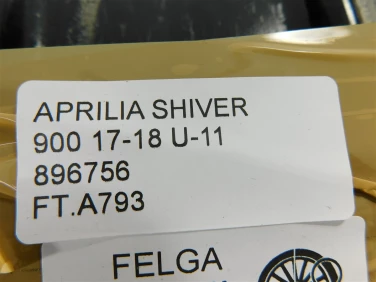 APRILIA SHIVER
900 17-18 U-11
896756
FT.A793
FELGA